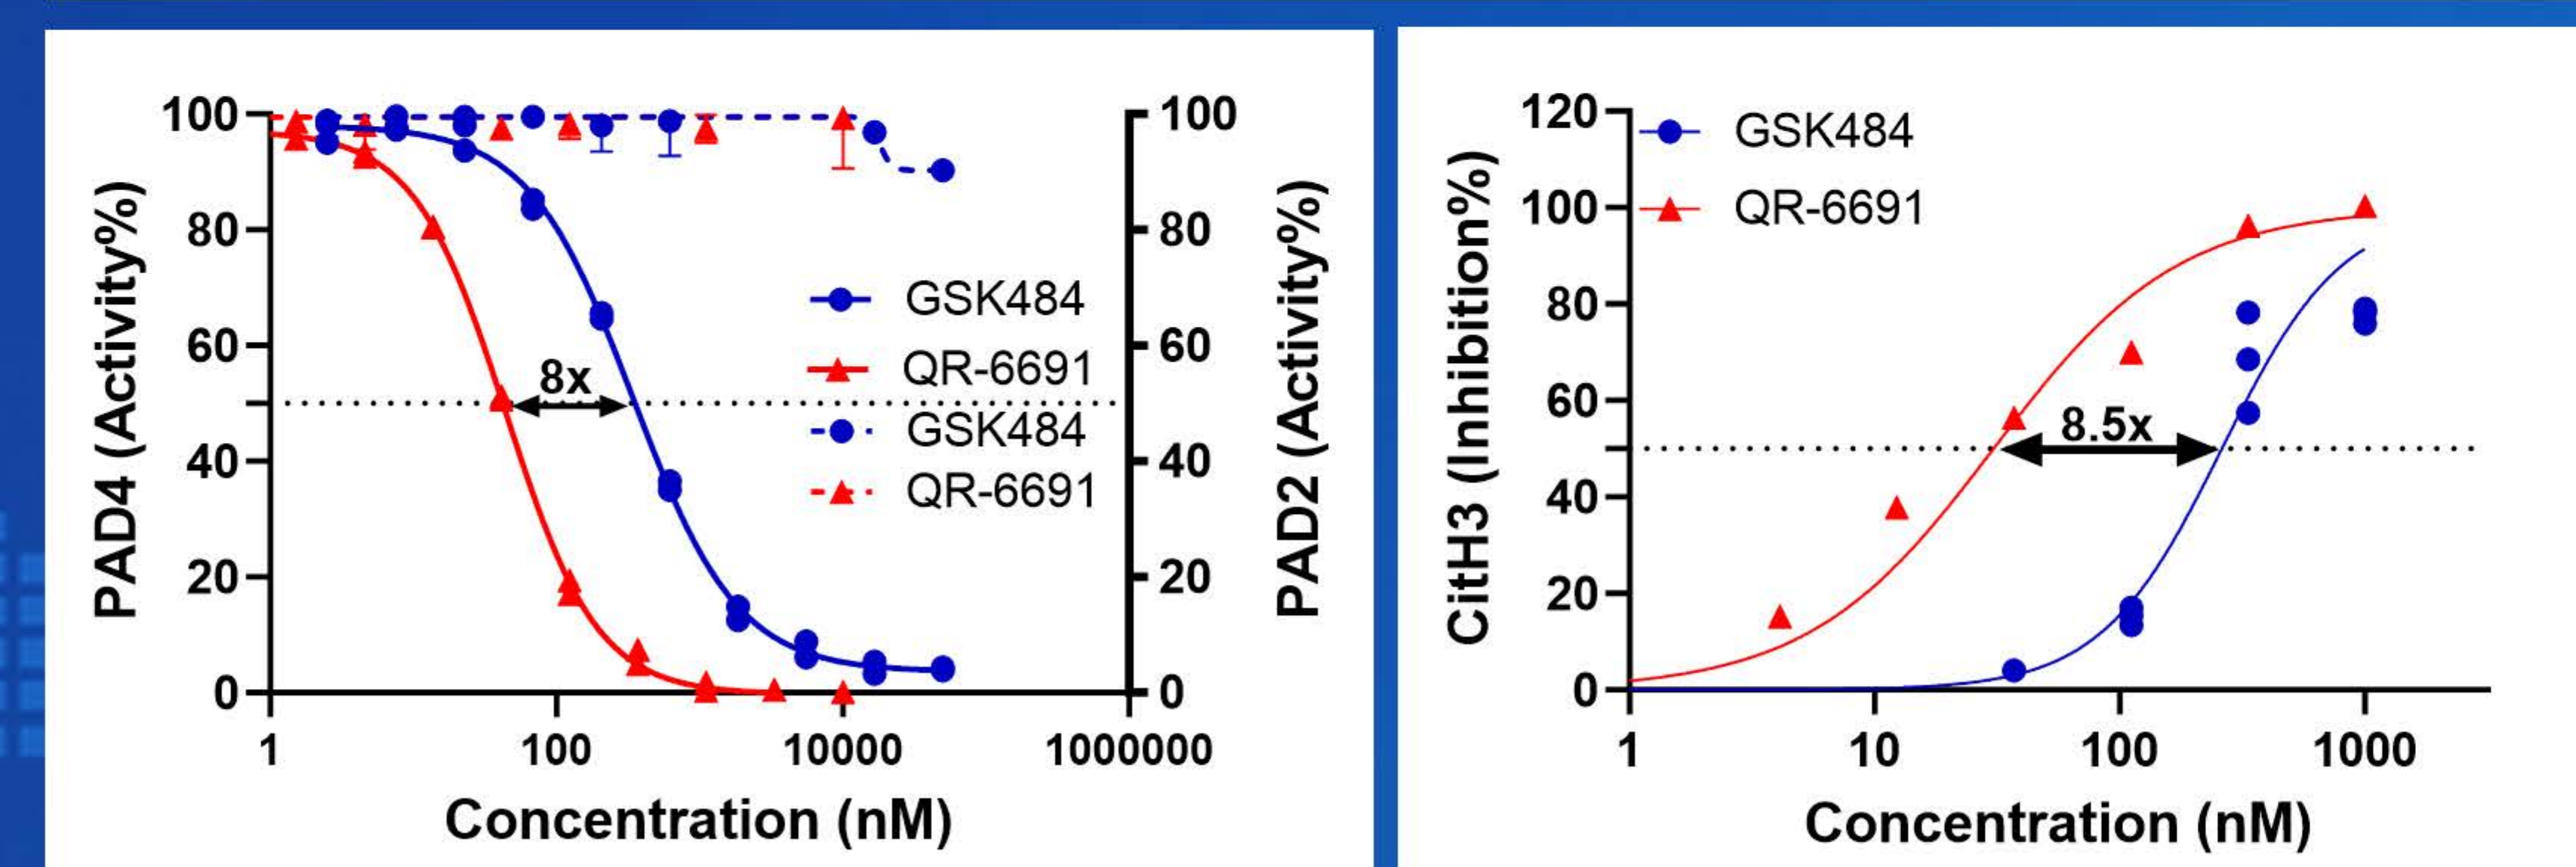 PAD4 (Activity%)
100
80
60
40
20
0
1
100
10000
1000000
Concentration (nM)
8x
GSK484
QR-6691
GSK484
QR-6691
100
80
60
40
20
0
PAD2 (Activity%)
CitH3 (Inhibition%)
120
100
80
60
40
20
0
1
10
100
1000
Concentration (nM)
GSK484
QR-6691
8.5x